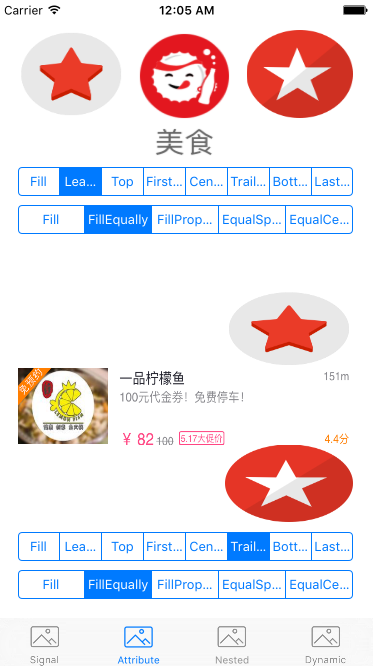 Carrier 12:05 AM
美食
Fill Lea... Top First... Cen... Trail... Bott... Last...
Fill FillEqually FillProp... EqualSp... EqualCe...
免预约
一品柠檬鱼 151m
100元代金券！免费停车！
¥ 82 100 5.17大促价 4.4分
Fill Lea... Top First... Cen... Trail... Bott... Last...
Fill FillEqually FillProp... EqualSp... EqualCe...
Signal Attribute Nested Dynamic